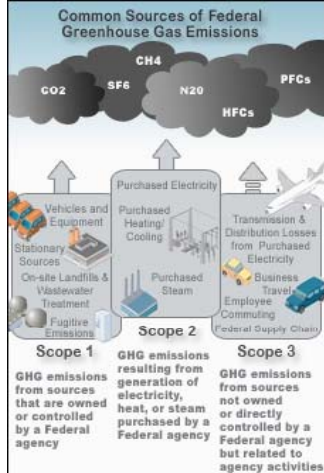 Common Sources of Federal
Greenhouse Gas Emissions
CO2
SF6
CH4
N20
HFCs
PFCs
Vehicles and
Equipment
Stationary
Sources
On-site Landfills &
Wastewater
Treatment
Fugitive
Emissions
Purchased Electricity
Purchased
Heating/
Cooling
Purchased
Steam
Transmission &
Distribution Losses
from Purchased
Electricity
Business
Travel
Employee
Commuting
Federal Supply Chain
Scope 1
GHG emissions
from sources
that are owned
or controlled
by a Federal
agency
Scope 2
GHG emissions
resulting from
generation of
electricity,
heat, or steam
purchased by a
Federal agency
Scope 3
GHG emissions
from sources
not owned
or directly
controlled by a
Federal agency
but related to
agency activities